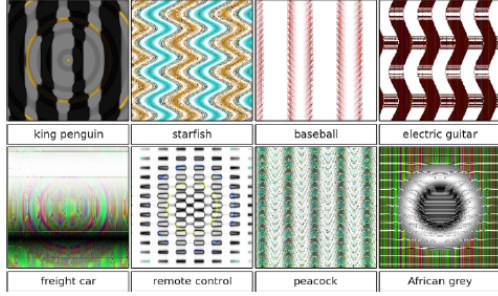 king penguin
starfish
baseball
electric guitar
freight car
remote control
peacock
African grey